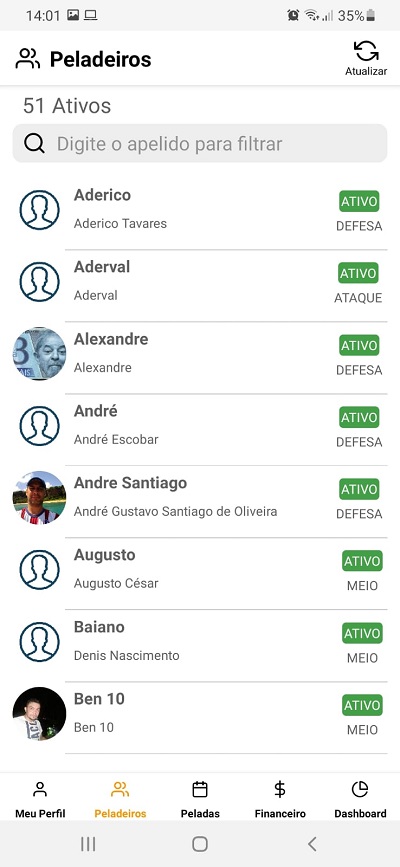 14:01 35%
Peladeiros
Atualizar
51 Ativos
Digite o apelido para filtrar
Aderico ATIVO
Aderico Tavares DEFESA
Aderval ATIVO
Aderval ATAQUE
Alexandre ATIVO
Alexandre DEFESA
André ATIVO
André Escobar DEFESA
Andre Santiago ATIVO
André Gustavo Santiago de Oliveira DEFESA
Augusto ATIVO
Augusto César MEIO
Baiano ATIVO
Denis Nascimento MEIO
Ben 10 ATIVO
Ben 10 MEIO
Meu Perfil Peladeiros Peladas Financeiro Dashboard